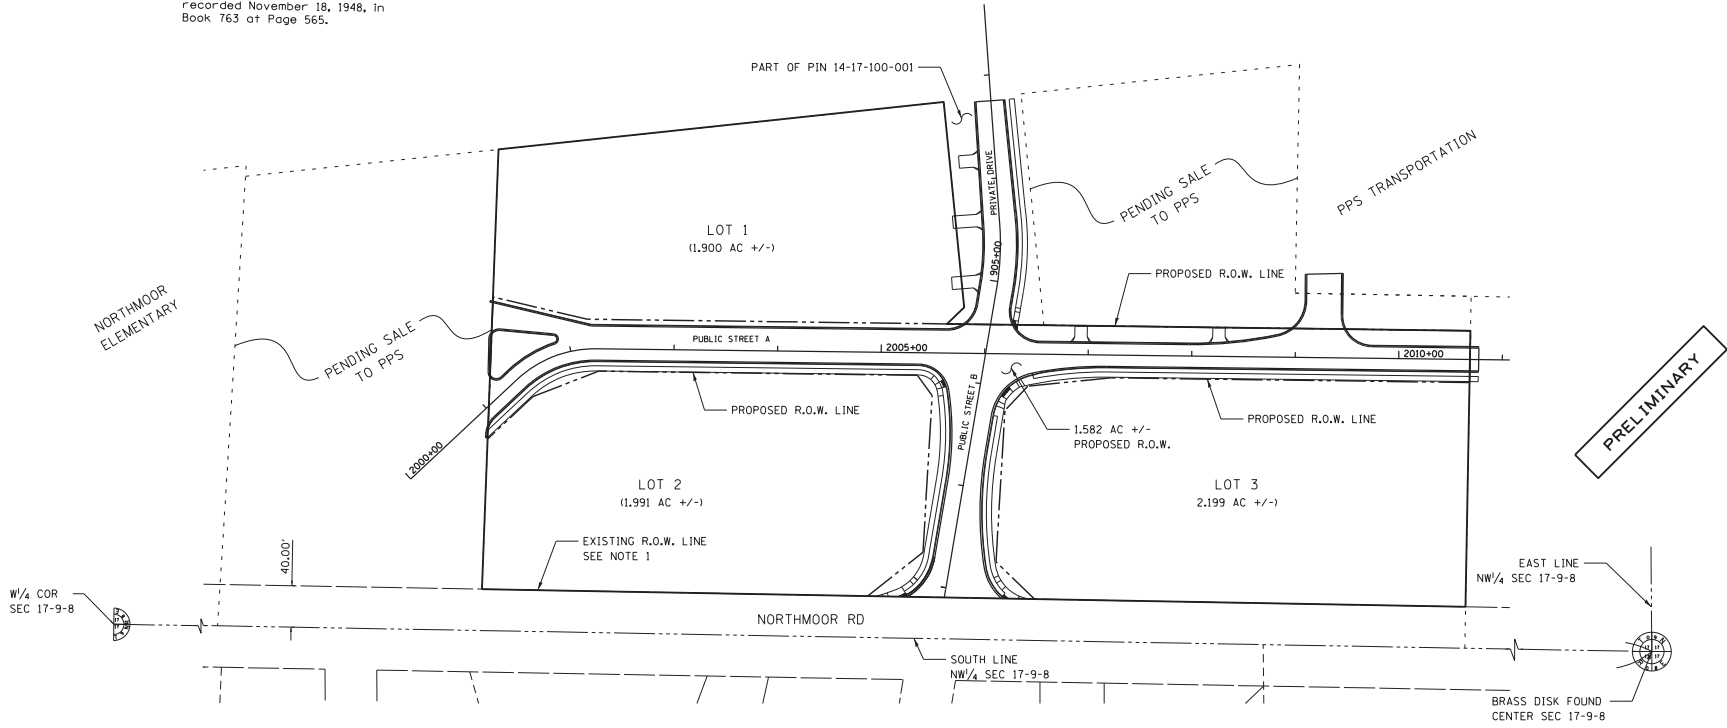 recorded November 18, 1948, in
Book 763 at Page 565.
PART OF PIN 14-17-100-001
PRIVATE DRIVE
905+00
PENDING SALE
TO PPS
PPS TRANSPORTATION
LOT 1
(1.900 AC +/-)
PROPOSED R.O.W. LINE
NORTHMOOR
ELEMENTARY
PENDING SALE
TO PPS
PUBLIC STREET A
2005+00
2010+00
PRELIMINARY
PROPOSED R.O.W. LINE
PUBLIC STREET B
1.582 AC +/-
PROPOSED R.O.W.
PROPOSED R.O.W. LINE
2000+00
LOT 2
(1.991 AC +/-)
LOT 3
2.199 AC +/-)
EXISTING R.O.W. LINE
SEE NOTE 1
40.00'
EAST LINE
NW1/4 SEC 17-9-8
W1/4 COR
SEC 17-9-8
NORTHMOOR RD
SOUTH LINE
NW1/4 SEC 17-9-8
BRASS DISK FOUND
CENTER SEC 17-9-8